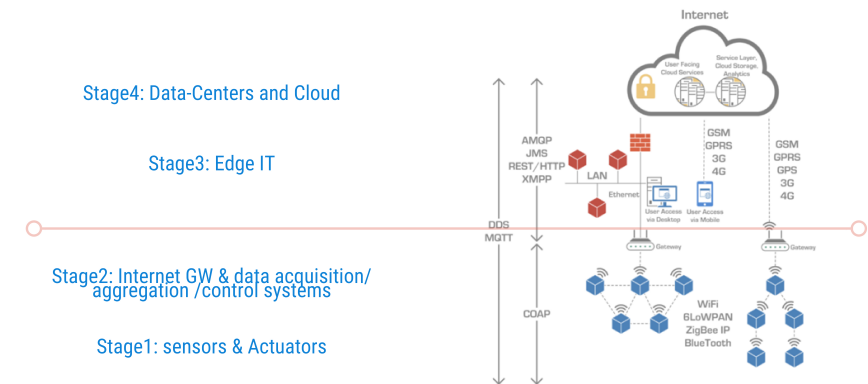 Internet
User Facing
Cloud Services
Service Layer,
Cloud Storage,
Analytics
Stage4: Data-Centers and Cloud
Stage3: Edge IT
AMQP
JMS
REST/HTTP
XMPP
LAN
Ethernet
GSM
GPRS
3G
4G
GSM
GPRS
GPS
3G
4G
User Access
via Desktop
User Access
via Mobile
DDS
MQTT
Gateway
Gateway
Stage2: Internet GW & data acquisition/
aggregation /control systems
COAP
WiFi
6LoWPAN
ZigBee IP
BlueTooth
Stage1: sensors & Actuators